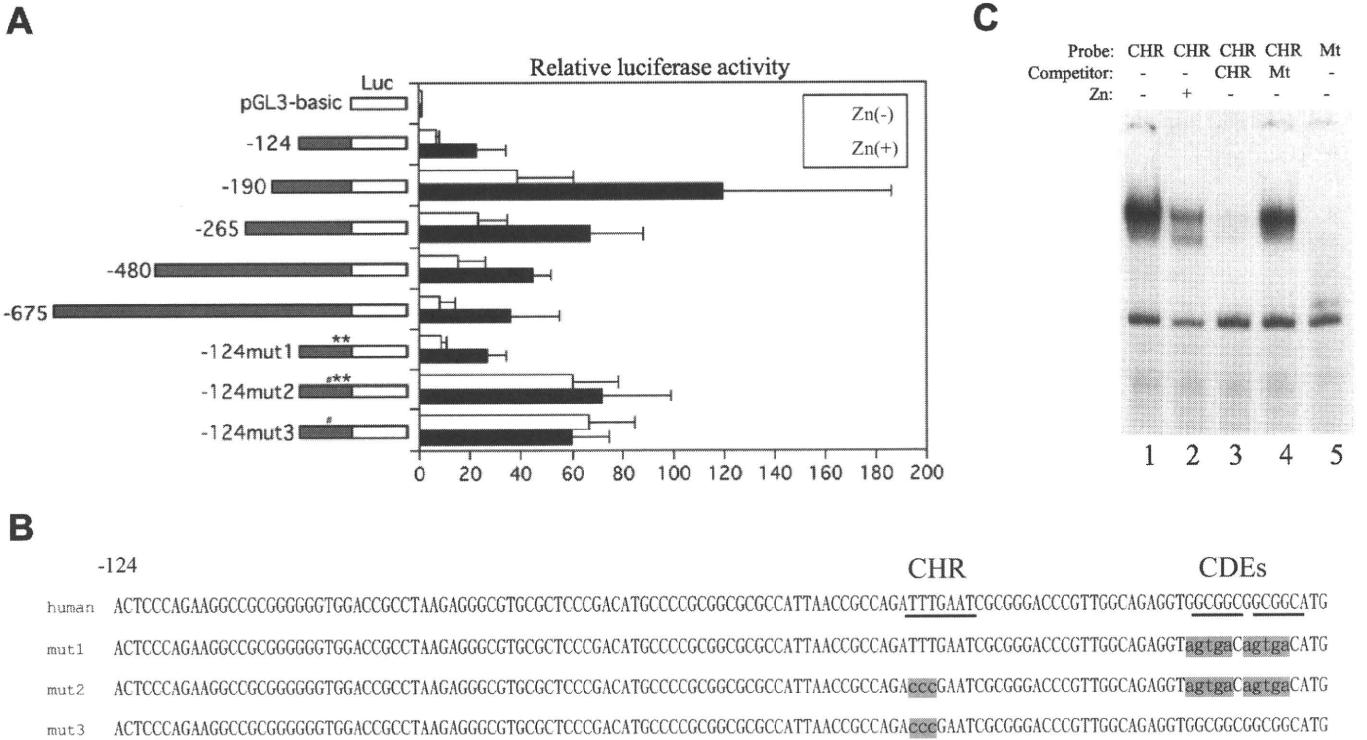 A
Relative luciferase activity
Luc
pGL3-basic
Zn(-)
Zn(+)
-124
-190
-265
-480
-675
**
-124mut1
#**
-124mut2
#
-124mut3
0 20 40 60 80 100 120 140 160 180 200
C
Probe: CHR CHR CHR CHR Mt
Competitor: - - CHR Mt -
Zn: - + - - -
1 2 3 4 5
B
-124 CHR CDEs
human ACTCCCAGAAGGCCGCGGGGGGTGGACCGCCTAAGAGGGCGTGCGCTCCCGACATGCCCCGCGGCGCGCCATTAACCGCCAGATTTGAATCGCGGGACCCGTTGGCAGAGGTGGCGGCGGCGGCATG
mut1 ACTCCCAGAAGGCCGCGGGGGGTGGACCGCCTAAGAGGGCGTGCGCTCCCGACATGCCCCGCGGCGCGCCATTAACCGCCAGATTTGAATCGCGGGACCCGTTGGCAGAGGTagtgaCagtgaCATG
mut2 ACTCCCAGAAGGCCGCGGGGGGTGGACCGCCTAAGAGGGCGTGCGCTCCCGACATGCCCCGCGGCGCGCCATTAACCGCCAGAcccGAATCGCGGGACCCGTTGGCAGAGGTagtgaCagtgaCATG
mut3 ACTCCCAGAAGGCCGCGGGGGGTGGACCGCCTAAGAGGGCGTGCGCTCCCGACATGCCCCGCGGCGCGCCATTAACCGCCAGAcccGAATCGCGGGACCCGTTGGCAGAGGTGGCGGCGGCGGCATG